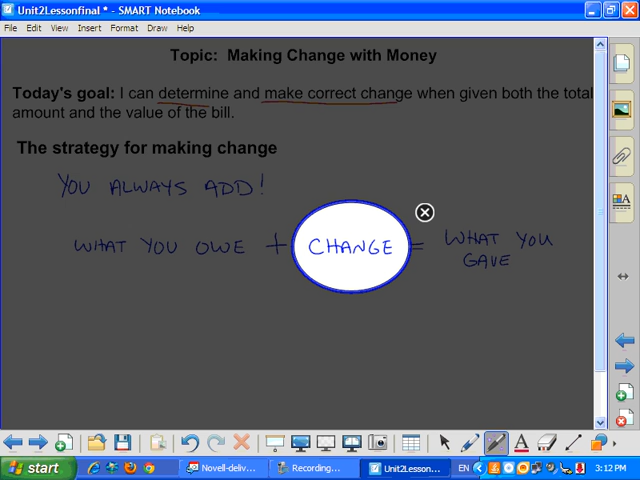 Unit2Lessonfinal * - SMART Notebook
File Edit View Insert Format Draw Help
Topic: Making Change with Money
Today's goal: I can determine and make correct change when given both the total
amount and the value of the bill.
The strategy for making change
YOU ALWAYS ADD!
WHAT YOU OWE + CHANGE = WHAT YOU
GAVE
start Novell-deliv... Recording... Unit2Lesson... EN 3:12 PM